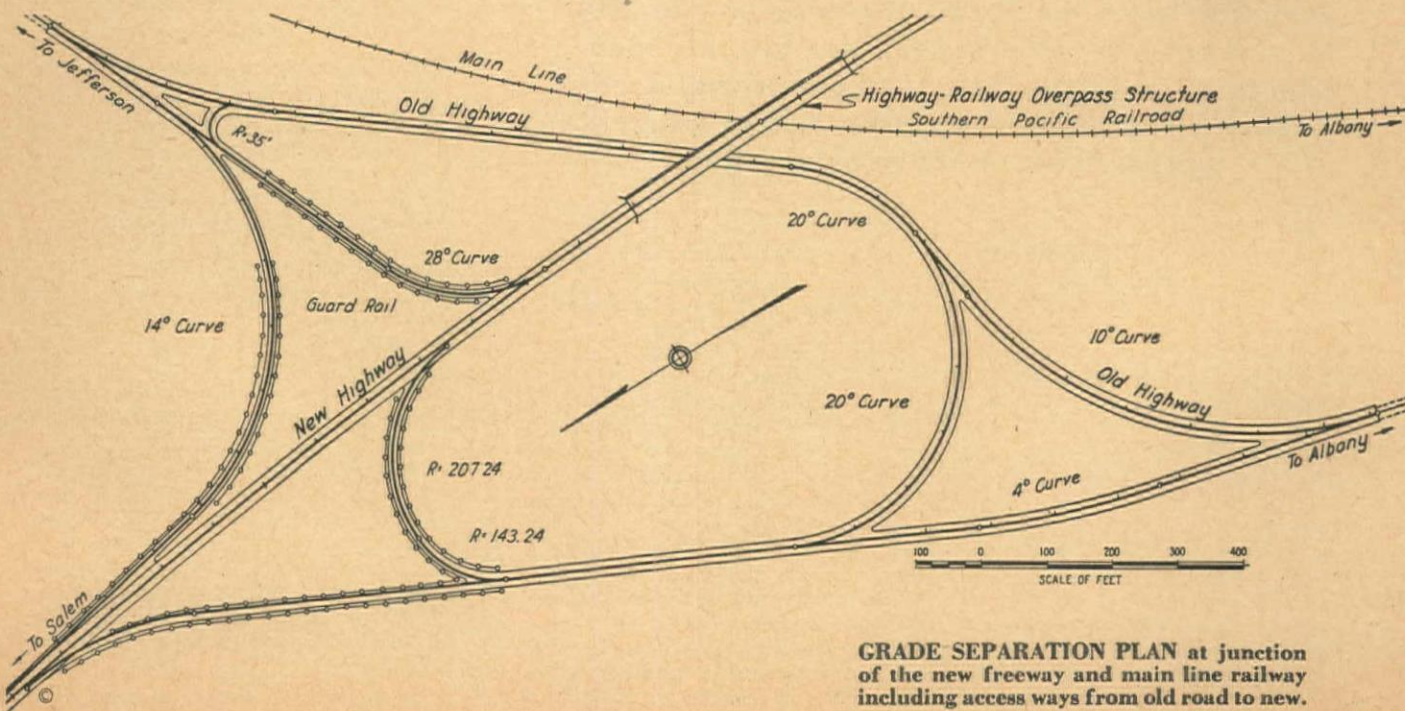 To Jefferson
Main Line
Highway-Railway Overpass Structure
Southern Pacific Railroad
To Albany
Old Highway
R=35'
20° Curve
28° Curve
Guard Rail
14° Curve
10° Curve
New Highway
Old Highway
20° Curve
To Albany
R= 207.24
4° Curve
R= 143.24
100 0 100 200 300 400
SCALE OF FEET
To Salem
©
GRADE SEPARATION PLAN at junction
of the new freeway and main line railway
including access ways from old road to new.